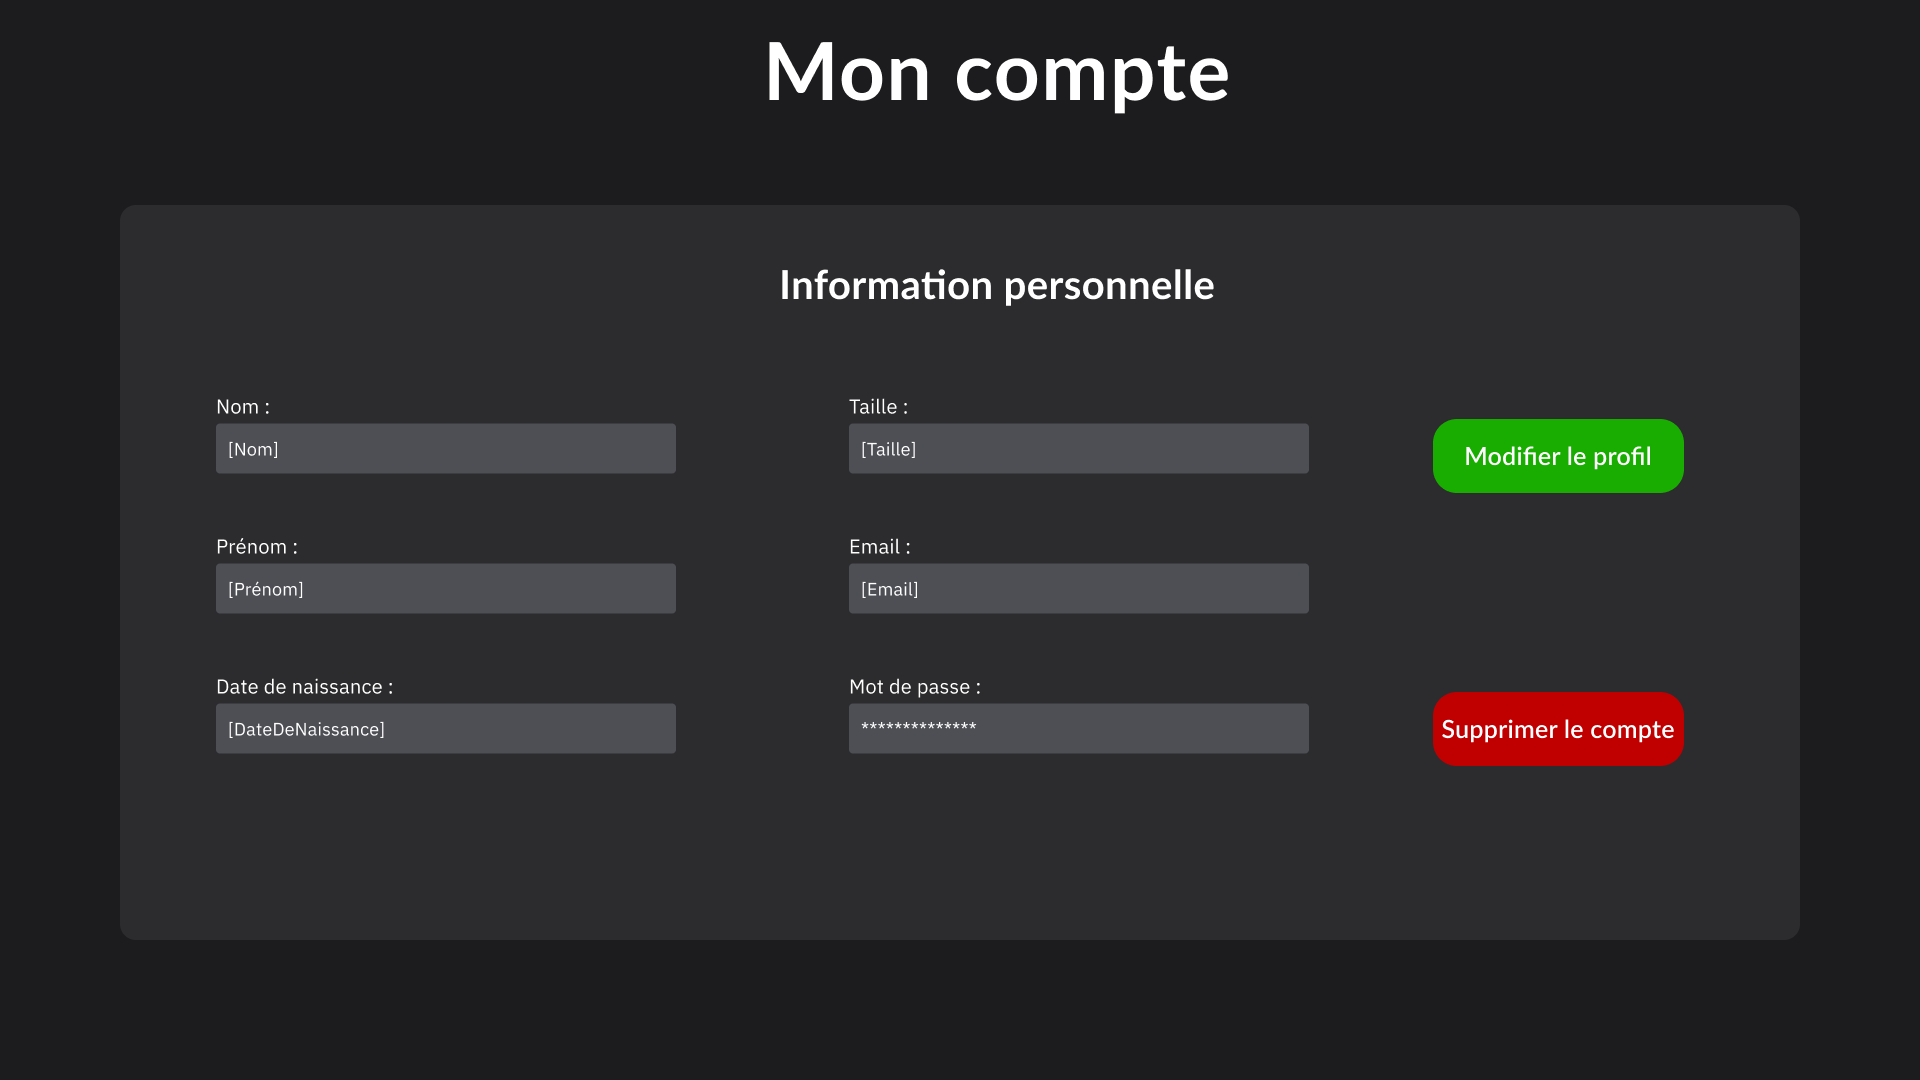 Mon compte
Information personnelle
Nom :
[Nom]
Prénom :
[Prénom]
Date de naissance :
[DateDeNaissance]
Taille :
[Taille]
Email :
[Email]
Mot de passe :
**************
Modifier le profil
Supprimer le compte